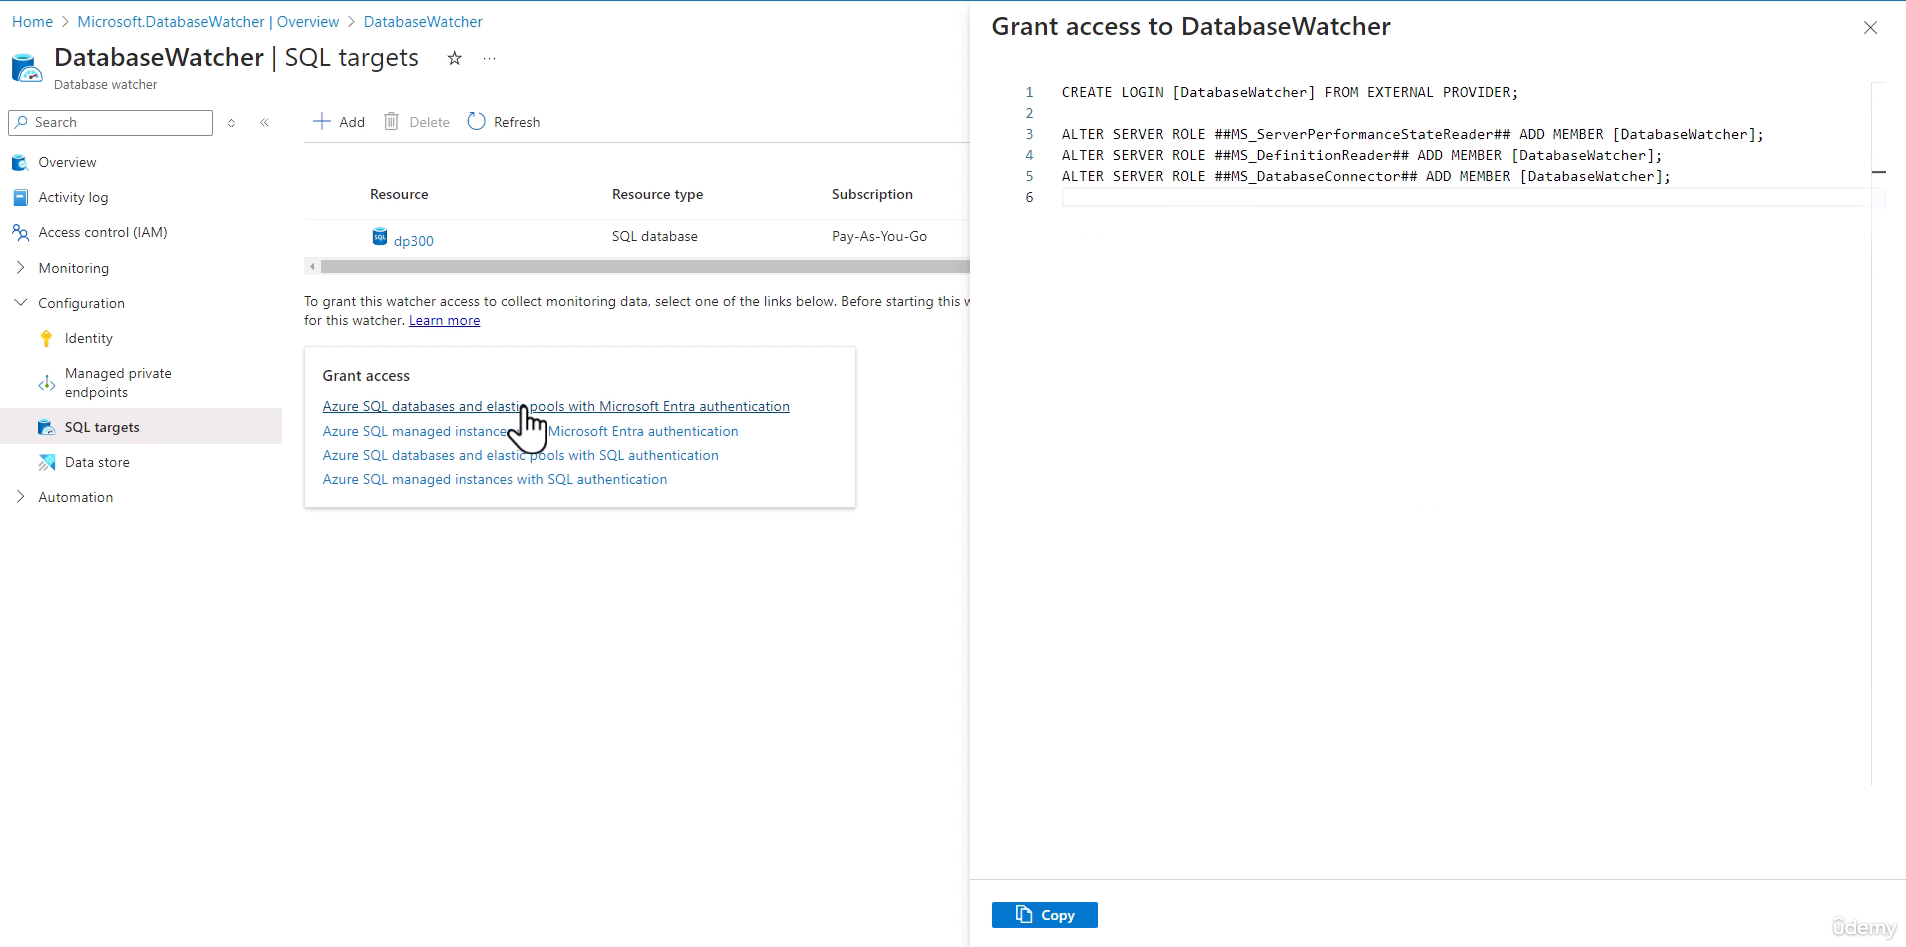 Home > Microsoft.DatabaseWatcher | Overview > DatabaseWatcher
DatabaseWatcher | SQL targets
Database watcher
Search
Overview
Activity log
Access control (IAM)
Monitoring
Configuration
Identity
Managed private
endpoints
SQL targets
Data store
Automation
Add Delete Refresh
Resource Resource type Subscription
dp300 SQL database Pay-As-You-Go
To grant this watcher access to collect monitoring data, select one of the links below. Before starting this
for this watcher. Learn more
Grant access
Azure SQL databases and elastic pools with Microsoft Entra authentication
Azure SQL managed instance Microsoft Entra authentication
Azure SQL databases and elastic pools with SQL authentication
Azure SQL managed instances with SQL authentication
Grant access to DatabaseWatcher
1 CREATE LOGIN [DatabaseWatcher] FROM EXTERNAL PROVIDER;
2
3 ALTER SERVER ROLE ##MS_ServerPerformanceStateReader## ADD MEMBER [DatabaseWatcher];
4 ALTER SERVER ROLE ##MS_DefinitionReader## ADD MEMBER [DatabaseWatcher];
5 ALTER SERVER ROLE ##MS_DatabaseConnector## ADD MEMBER [DatabaseWatcher];
6
Copy
ûdemy